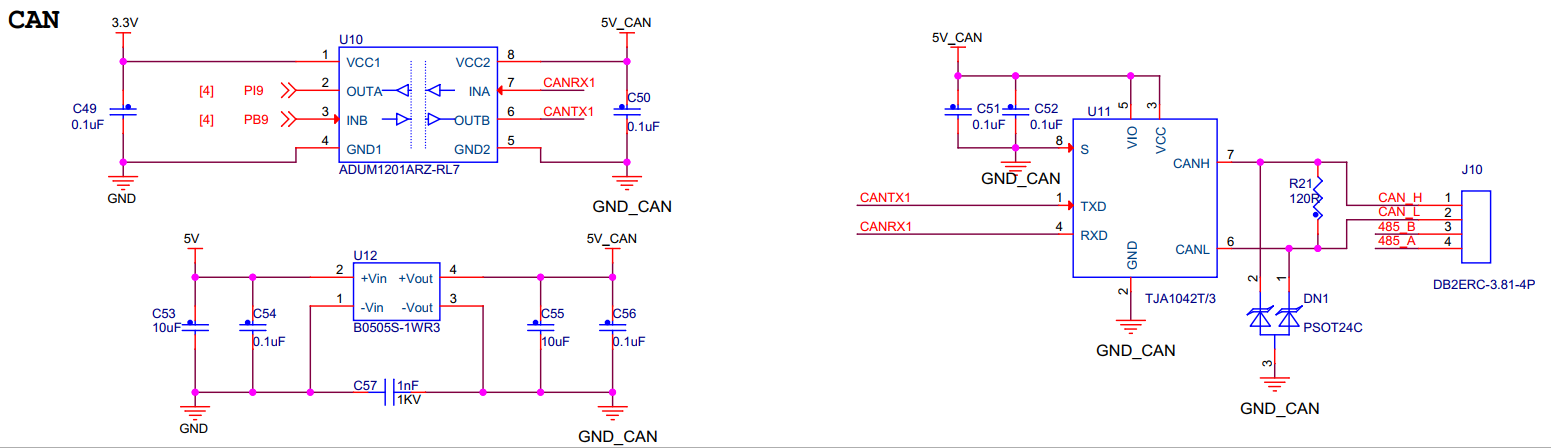 CAN
3.3V
5V_CAN
U10
1 VCC1 VCC2 8
[4] PI9 2 OUTA INA 7 CANRX1
[4] PB9 3 INB OUTB 6 CANTX1
4 GND1 GND2 5
ADUM1201ARZ-RL7
C49
0.1uF
C50
0.1uF
GND
GND_CAN
5V
5V_CAN
U12
2 +Vin +Vout 4
1 -Vin -Vout 3
B0505S-1WR3
C53
10uF
C54
0.1uF
C55
10uF
C56
0.1uF
C57 1nF
1KV
GND
GND_CAN
5V_CAN
C51
0.1uF
C52
0.1uF
GND_CAN
U11
5 VIO
3 VCC
8 S
CANTX1 1 TXD
CANRX1 4 RXD
CANH 7
CANL 6
GND 2
TJA1042T/3
GND_CAN
R21
120R
J10
CAN_H 1
CAN_L 2
485_B 3
485_A 4
DB2ERC-3.81-4P
2 1
DN1
PSOT24C
3
GND_CAN